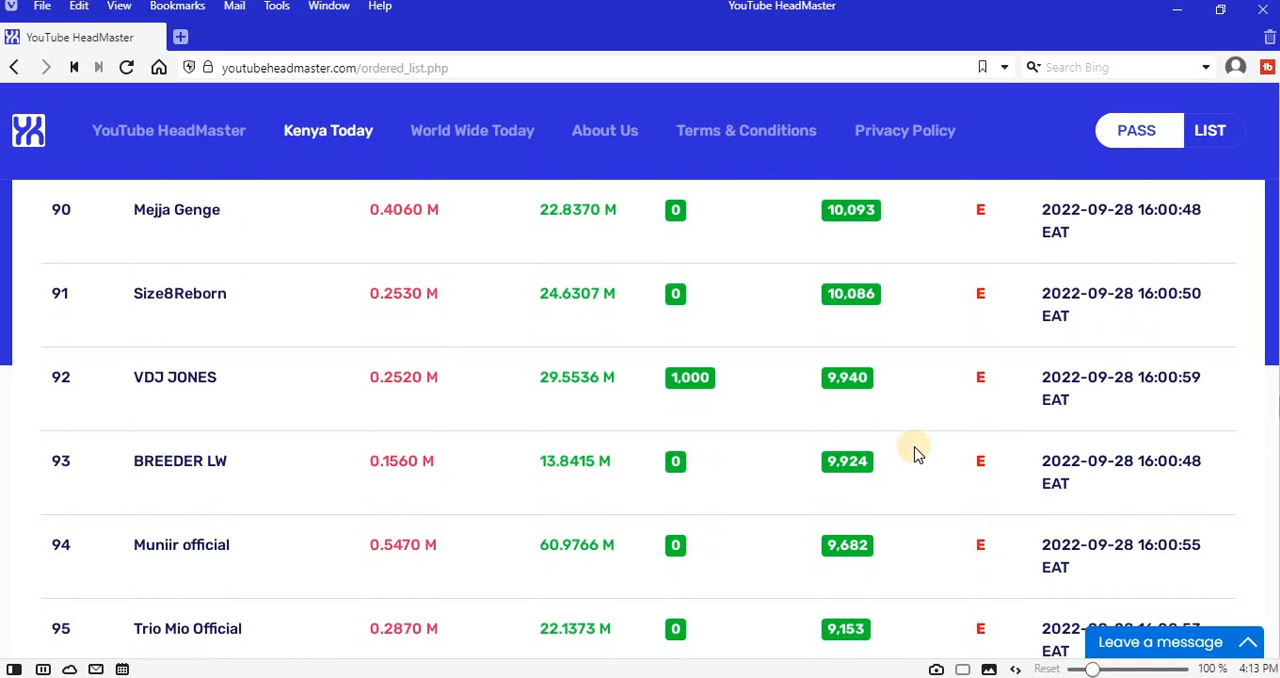 File Edit View Bookmarks Mail Tools Window Help YouTube HeadMaster
YouTube HeadMaster
youtubeheadmaster.com/ordered_list.php Search Bing
YouTube HeadMaster Kenya Today World Wide Today About Us Terms & Conditions Privacy Policy PASS LIST
90 Mejja Genge 0.4060 M 22.8370 M 0 10,093 E 2022-09-28 16:00:48
EAT
91 Size8Reborn 0.2530 M 24.6307 M 0 10,086 E 2022-09-28 16:00:50
EAT
92 VDJ JONES 0.2520 M 29.5536 M 1,000 9,940 E 2022-09-28 16:00:59
EAT
93 BREEDER LW 0.1560 M 13.8415 M 0 9,924 E 2022-09-28 16:00:48
EAT
94 Muniir official 0.5470 M 60.9766 M 0 9,682 E 2022-09-28 16:00:55
EAT
95 Trio Mio Official 0.2870 M 22.1373 M 0 9,153 E
EAT
Leave a message
Reset 100 % 4:13 PM